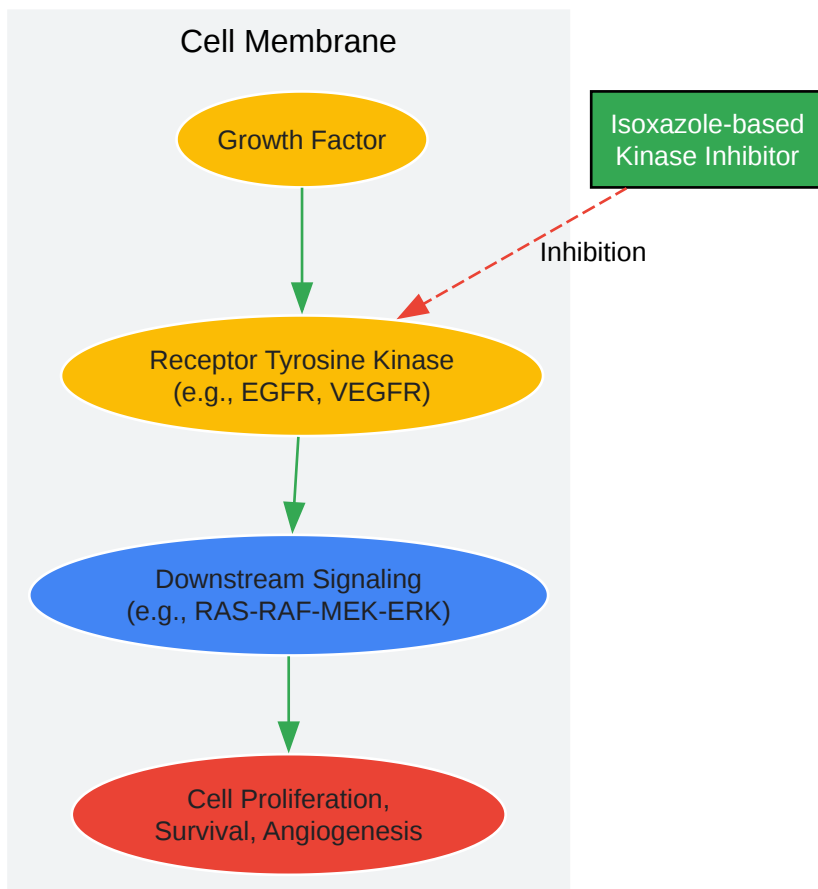 Cell Membrane
Growth Factor
Isoxazole-based
Kinase Inhibitor
Inhibition
Receptor Tyrosine Kinase
(e.g., EGFR, VEGFR)
Downstream Signaling
(e.g., RAS-RAF-MEK-ERK)
Cell Proliferation,
Survival, Angiogenesis